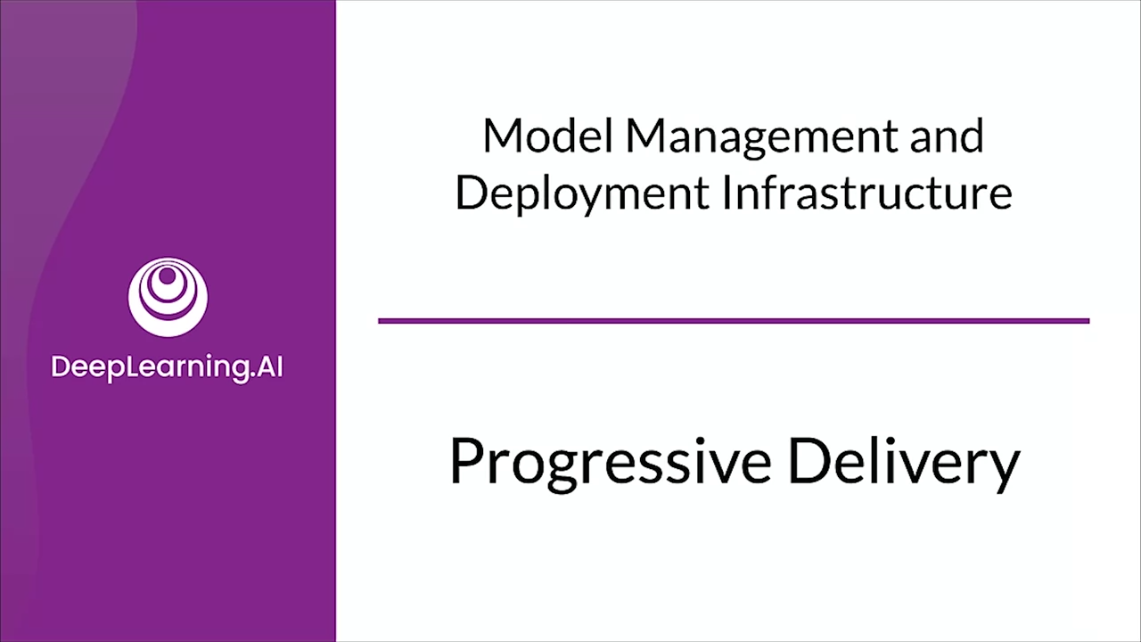 Model Management and
Deployment Infrastructure
DeepLearning.AI
Progressive Delivery